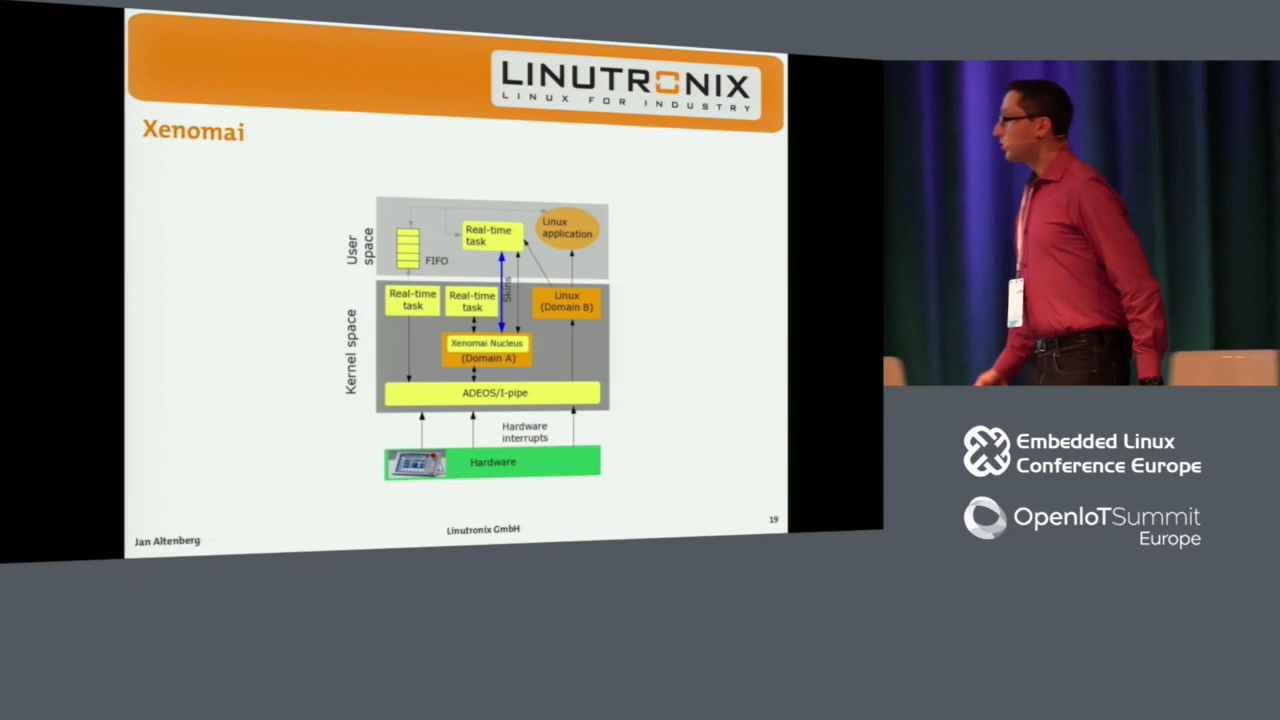 LINUTRONIX
LINUX FOR INDUSTRY
Xenomai
User
space
Linux
application
Real-time
task
FIFO
Skins
Kernel space
Real-time
task
Real-time
task
Linux
(Domain B)
Xenomai Nucleus
(Domain A)
ADEOS/I-pipe
Hardware
interrupts
Hardware
Jan Altenberg
Linutronix GmbH
19
Embedded Linux
Conference Europe
OpenIoTSummit
Europe